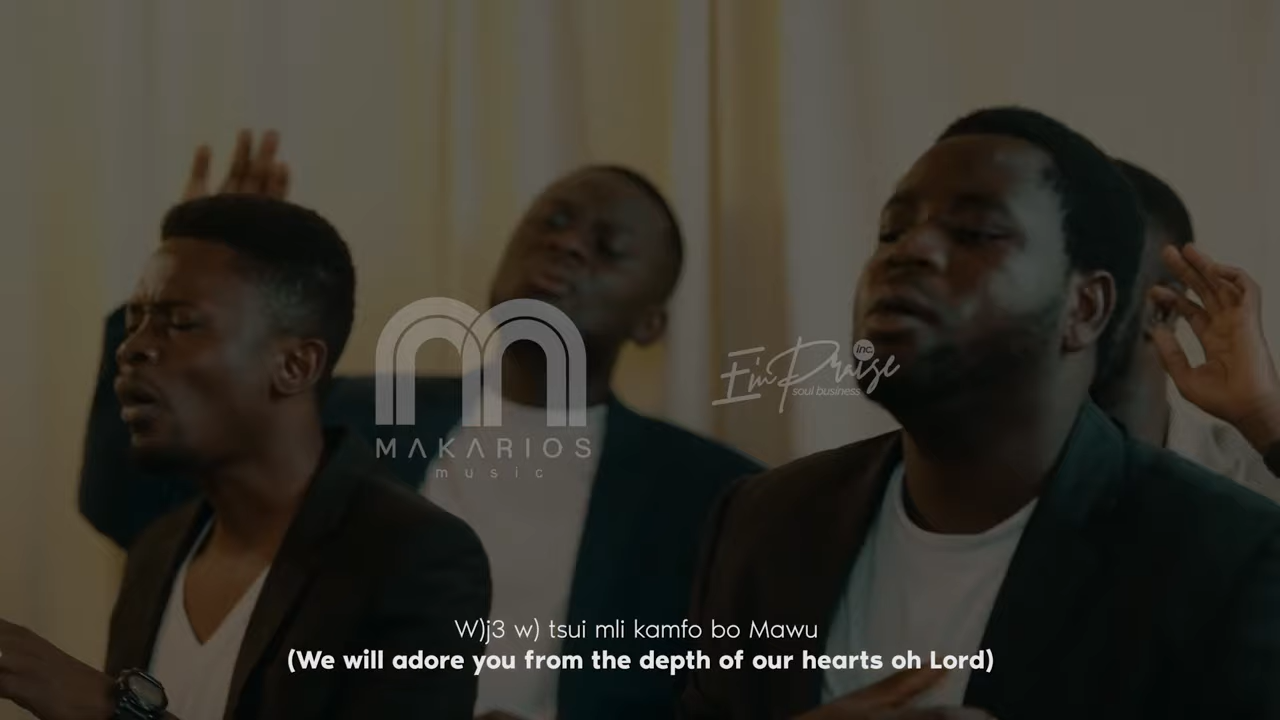 MAKARIOS
music
E'mPraise inc.
soul business
W)j3 w) tsui mli kamfo bo Mawu
(We will adore you from the depth of our hearts oh Lord)